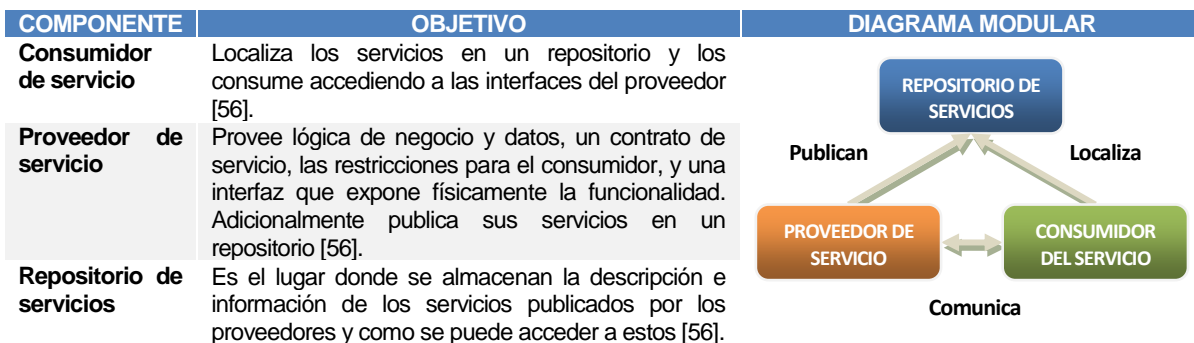 COMPONENTE OBJETIVO DIAGRAMA MODULAR
Consumidor
de servicio
Localiza los servicios en un repositorio y los
consume accediendo a las interfaces del proveedor
[56].
Proveedor de
servicio
Provee lógica de negocio y datos, un contrato de
servicio, las restricciones para el consumidor, y una
interfaz que expone físicamente la funcionalidad.
Adicionalmente publica sus servicios en un
repositorio [56].
Repositorio de
servicios
Es el lugar donde se almacenan la descripción e
información de los servicios publicados por los
proveedores y como se puede acceder a estos [56].
REPOSITORIO DE
SERVICIOS
Publican
Localiza
PROVEEDOR DE
SERVICIO
CONSUMIDOR
DEL SERVICIO
Comunica